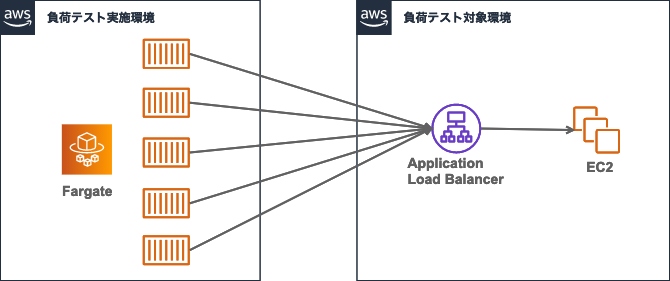 aws
負荷テスト実施環境
aws
負荷テスト対象環境
Fargate
Application
Load Balancer
EC2